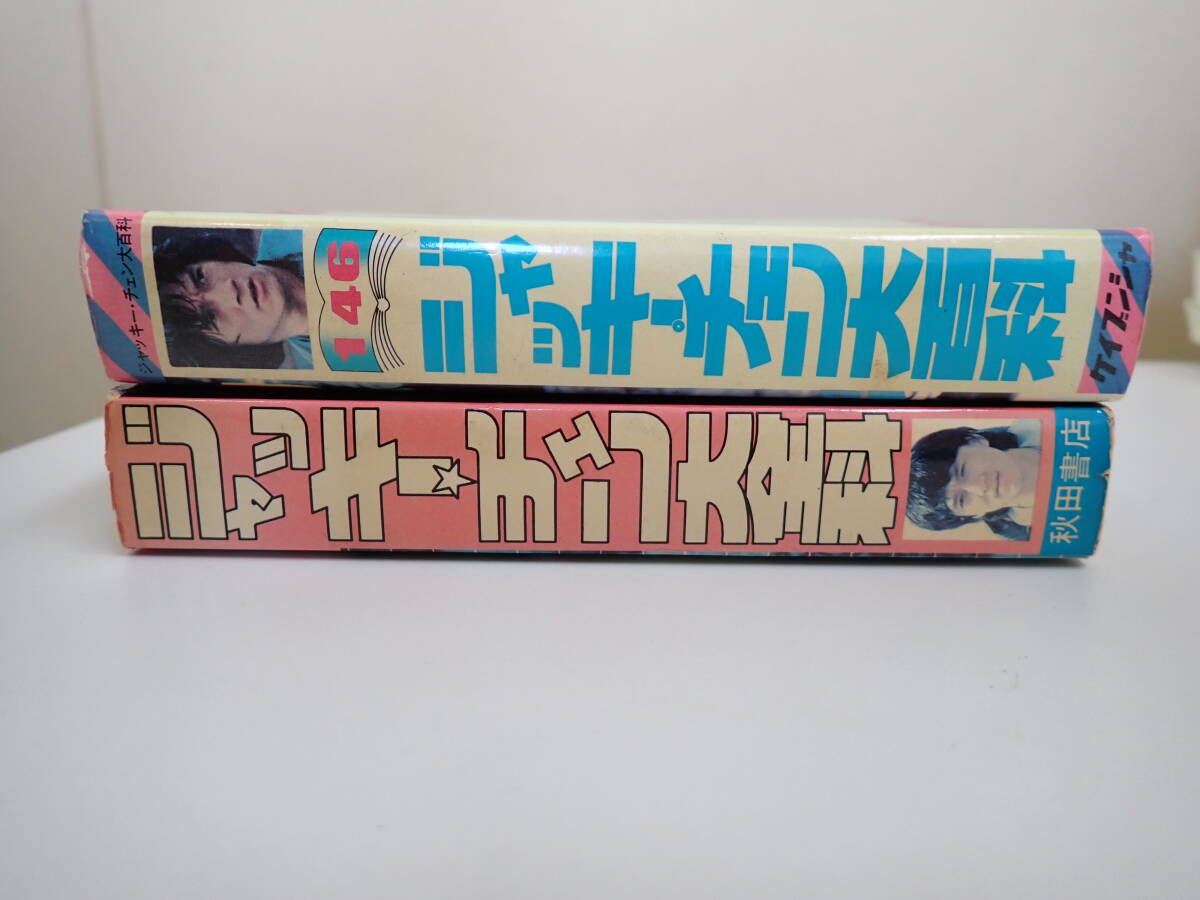 ジャッキー・チェン大百科
146
ジャッキー・チェン大百科
ケイブンシャ
ジャッキー☆チェン大全科
秋田書店